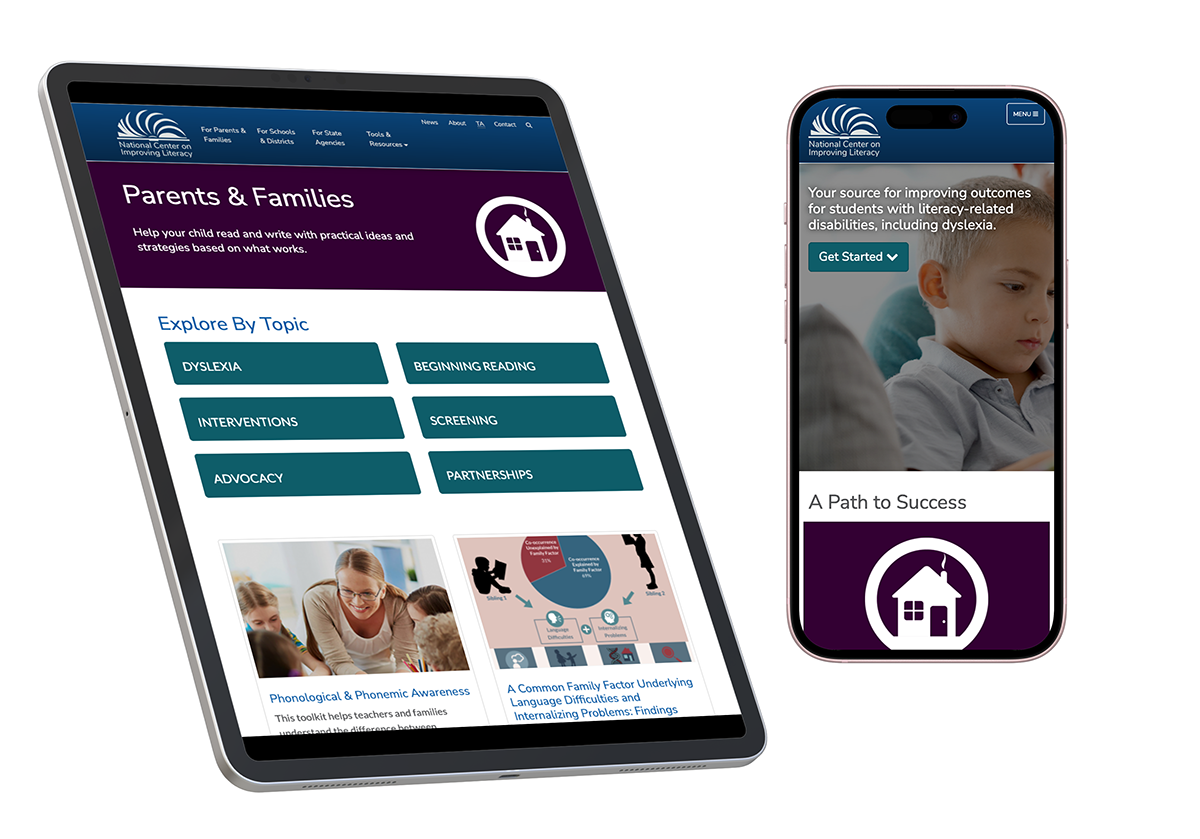 National Center on
Improving Literacy
For Parents &
Families
For Schools
& Districts
For State
Agencies
Tools &
Resources
News
About
TA
Contact
Parents & Families
Help your child read and write with practical ideas and
strategies based on what works.
Explore By Topic
DYSLEXIA
BEGINNING READING
INTERVENTIONS
SCREENING
ADVOCACY
PARTNERSHIPS
Co-occurrence
Unexplained by
Family Factor
31%
Co-occurrence
Explained by
Family Factor
69%
Sibling 1
Sibling 2
Language
Difficulties
Internalizing
Problems
Phonological & Phonemic Awareness
This toolkit helps teachers and families
understand the difference between
A Common Family Factor Underlying
Language Difficulties and
Internalizing Problems: Findings
National Center on
Improving Literacy
MENU
Your source for improving outcomes
for students with literacy-related
disabilities, including dyslexia.
Get Started
A Path to Success